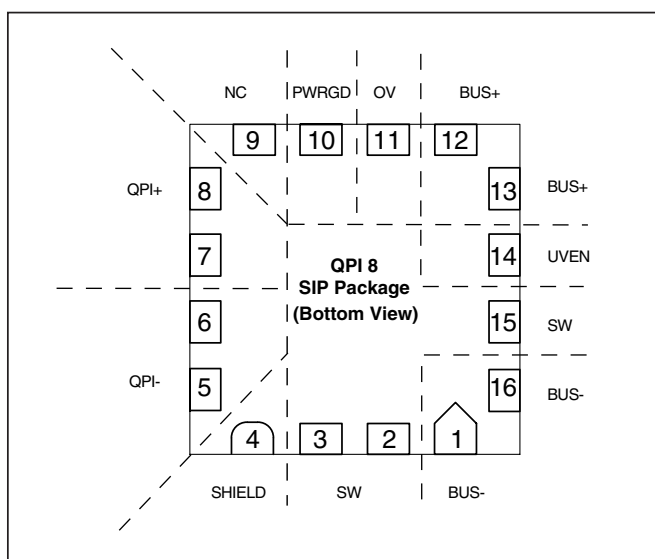 NC PWRGD OV BUS+
9 10 11 12
QPI+ 8 13 BUS+
7 14 UVEN
QPI 8
SIP Package
(Bottom View)
6 15 SW
QPI- 5 16 BUS-
4 3 2 1
SHIELD SW BUS-